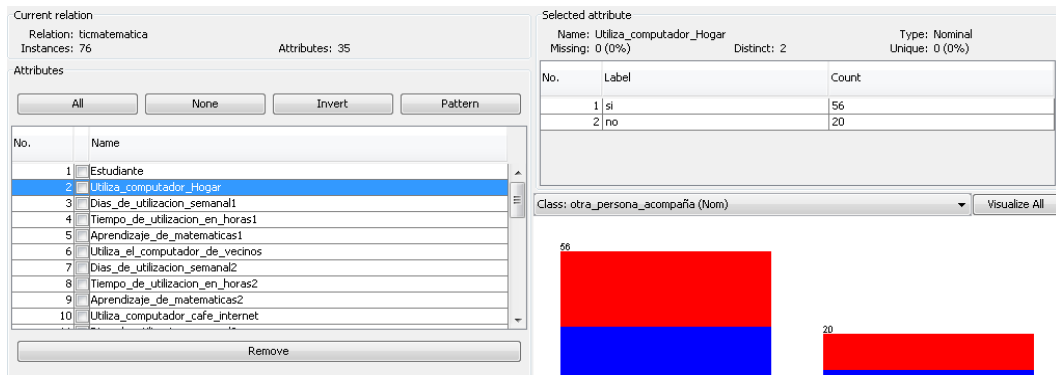 Current relation
Relation: ticmatematica
Instances: 76 Attributes: 35
Attributes
All None Invert Pattern
No. Name
1 Estudiante
2 Utiliza_computador_Hogar
3 Dias_de_utilizacion_semanal1
4 Tiempo_de_utilizacion_en_horas1
5 Aprendizaje_de_matematicas1
6 Utiliza_el_computador_de_vecinos
7 Dias_de_utilizacion_semanal2
8 Tiempo_de_utilizacion_en_horas2
9 Aprendizaje_de_matematicas2
10 Utiliza_computador_cafe_internet
Remove
Selected attribute
Name: Utiliza_computador_Hogar Type: Nominal
Missing: 0 (0%) Distinct: 2 Unique: 0 (0%)
No. Label Count
1 si 56
2 no 20
Class: otra_persona_acompaña (Nom) Visualize All
56
20